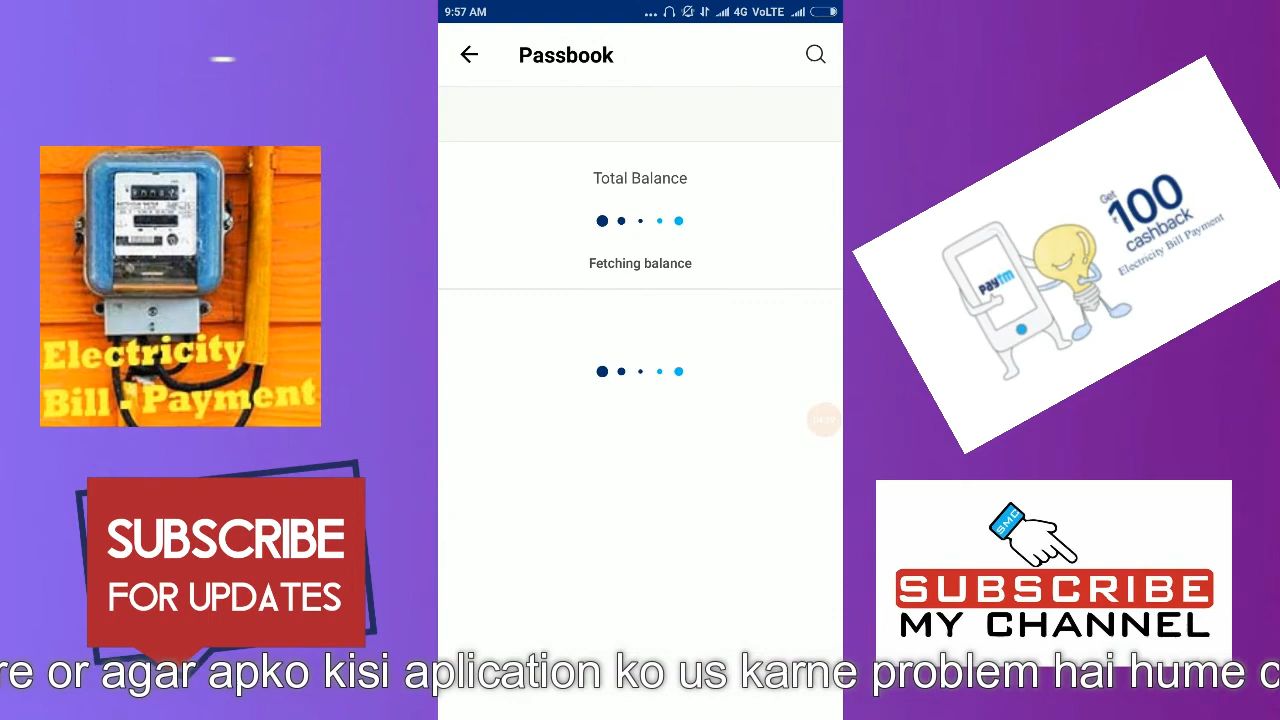 9:57 AM
4G VoLTE
Passbook
Total Balance
Fetching balance
Electricity
Bill - Payment
Get
₹100
cashback
Electricity Bill Payment
paytm
SUBSCRIBE
FOR UPDATES
SMC
SUBSCRIBE
MY CHANNEL
re or agar apko kisi aplication ko us karne problem hai hume c